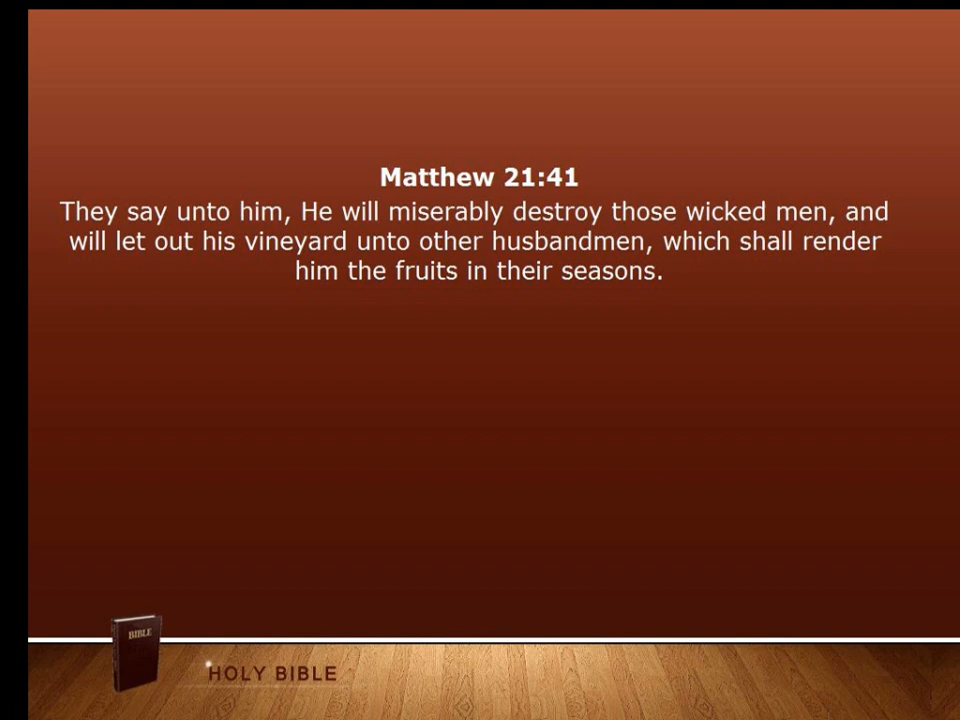 Matthew 21:41
They say unto him, He will miserably destroy those wicked men, and
will let out his vineyard unto other husbandmen, which shall render
him the fruits in their seasons.
BIBLE
HOLY BIBLE